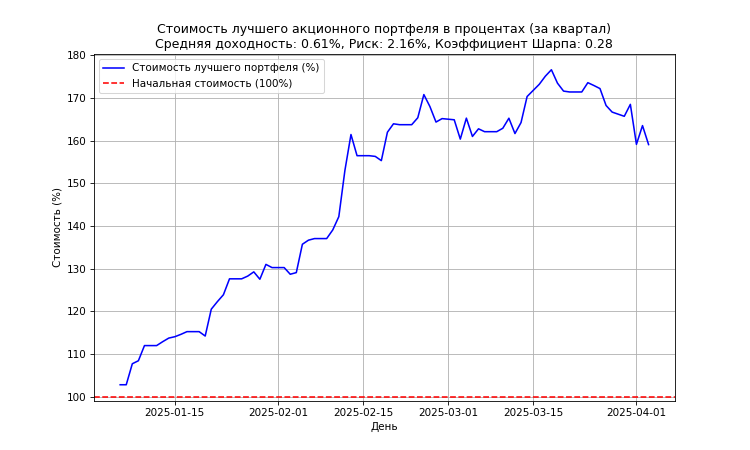 Стоимость лучшего акционного портфеля в процентах (за квартал)
Средняя доходность: 0.61%, Риск: 2.16%, Коэффициент Шарпа: 0.28
Стоимость лучшего портфеля (%)
Начальная стоимость (100%)
Стоимость (%)
180
170
160
150
140
130
120
110
100
2025-01-15
2025-02-01
2025-02-15
2025-03-01
2025-03-15
2025-04-01
День